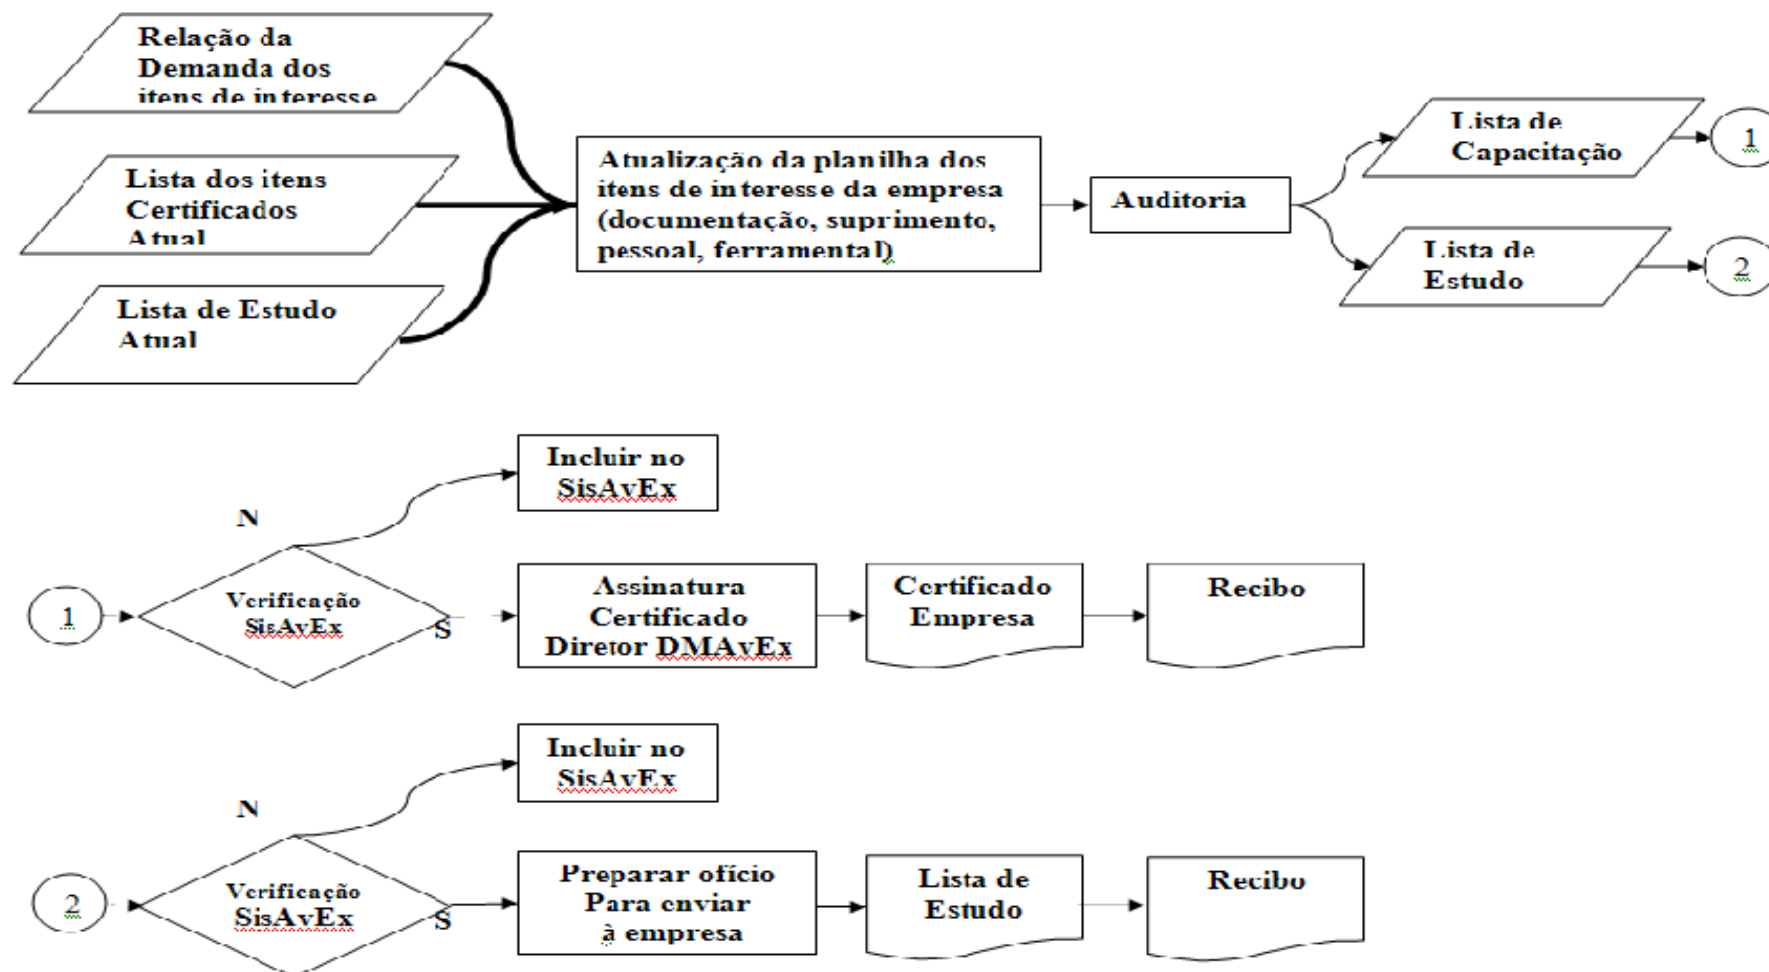 Relação da
Demanda dos
itens de interesse
Lista dos itens
Certificados
Atual
Lista de Estudo
Atual
Atualização da planilha dos
itens de interesse da empresa
(documentação, suprimento,
pessoal, ferramental)
Auditoria
Lista de
Capacitação
1
Lista de
Estudo
2
Incluir no
SisAvEx
N
1
Verificação
SisAvEx
S
Assinatura
Certificado
Diretor DMAvEx
Certificado
Empresa
Recibo
Incluir no
SisAvEx
N
2
Verificação
SisAvEx
S
Preparar ofício
Para enviar
à empresa
Lista de
Estudo
Recibo